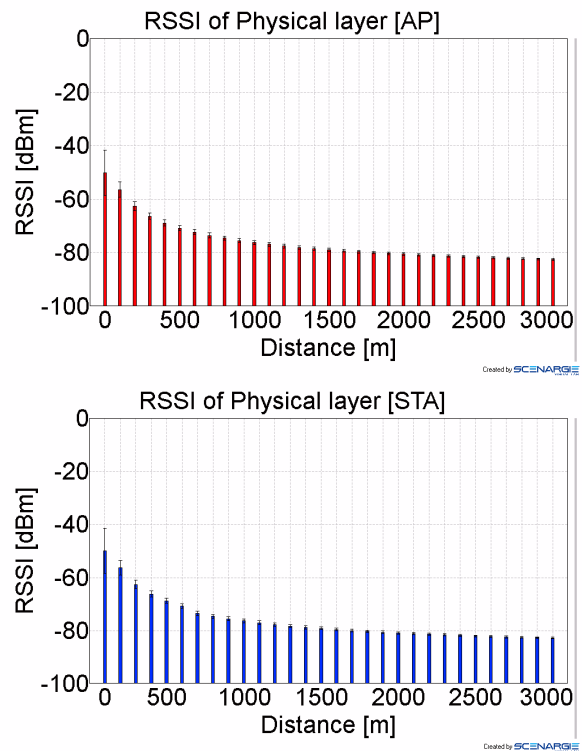 RSSI of Physical layer [AP]
RSSI [dBm]
0
-20
-40
-60
-80
-100
0 500 1000 1500 2000 2500 3000
Distance [m]
Created by SCENARGIE
RSSI of Physical layer [STA]
RSSI [dBm]
0
-20
-40
-60
-80
-100
0 500 1000 1500 2000 2500 3000
Distance [m]
Created by SCENARGIE